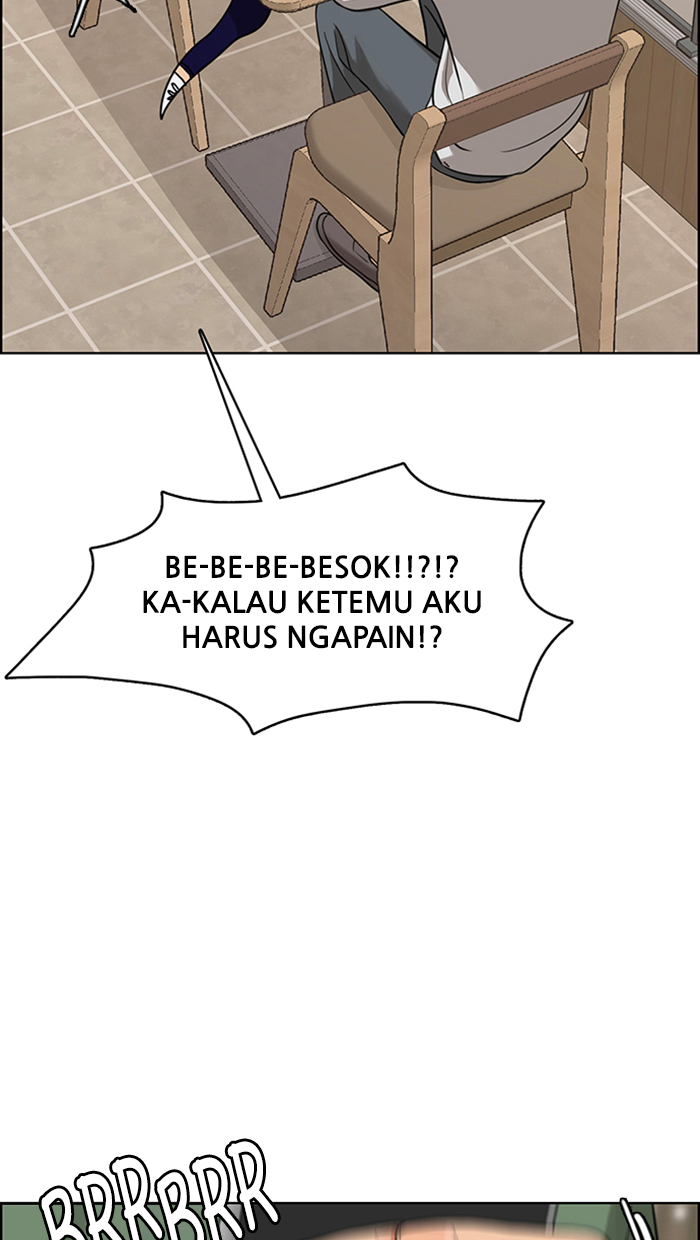 BE-BE-BE-BESOK!!?!?
KA-KALAU KETEMU AKU
HARUS NGAPAIN!?
BRRRBRR